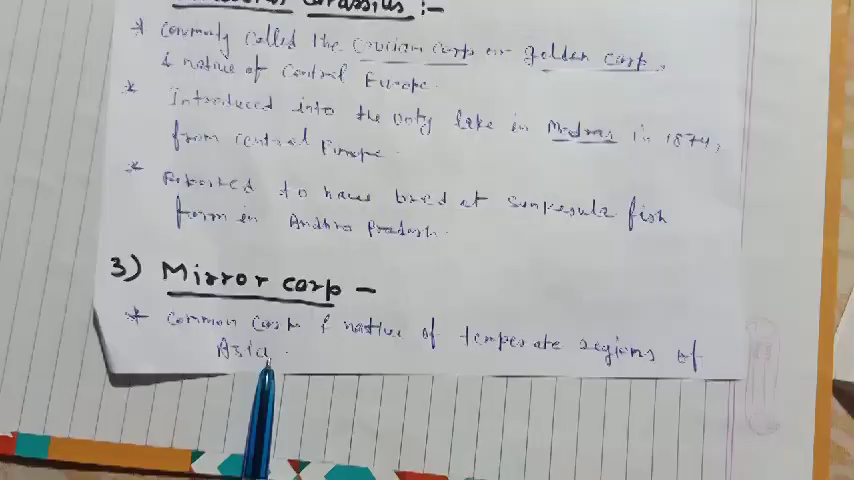 Carassius :-
* Commonly called the crucian carp or golden carp,
& native of Central Europe.
* Introduced into the ooty lake in Madras in 1874,
from central Europe.
* Reported to have bred at Sunkesula fish
farm in Andhra Pradesh.
3) Mirror carp -
* Common carp & native of temperate regions of
Asia.